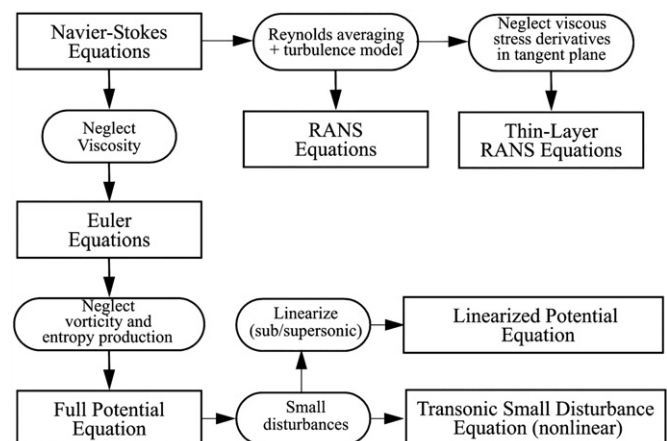 Navier-Stokes
Equations
Reynolds averaging
+ turbulence model
Neglect viscous
stress derivatives
in tangent plane
Neglect
Viscosity
RANS
Equations
Thin-Layer
RANS Equations
Euler
Equations
Neglect
vorticity and
entropy production
Linearize
(sub/supersonic)
Linearized Potential
Equation
Full Potential
Equation
Small
disturbances
Transonic Small Disturbance
Equation (nonlinear)